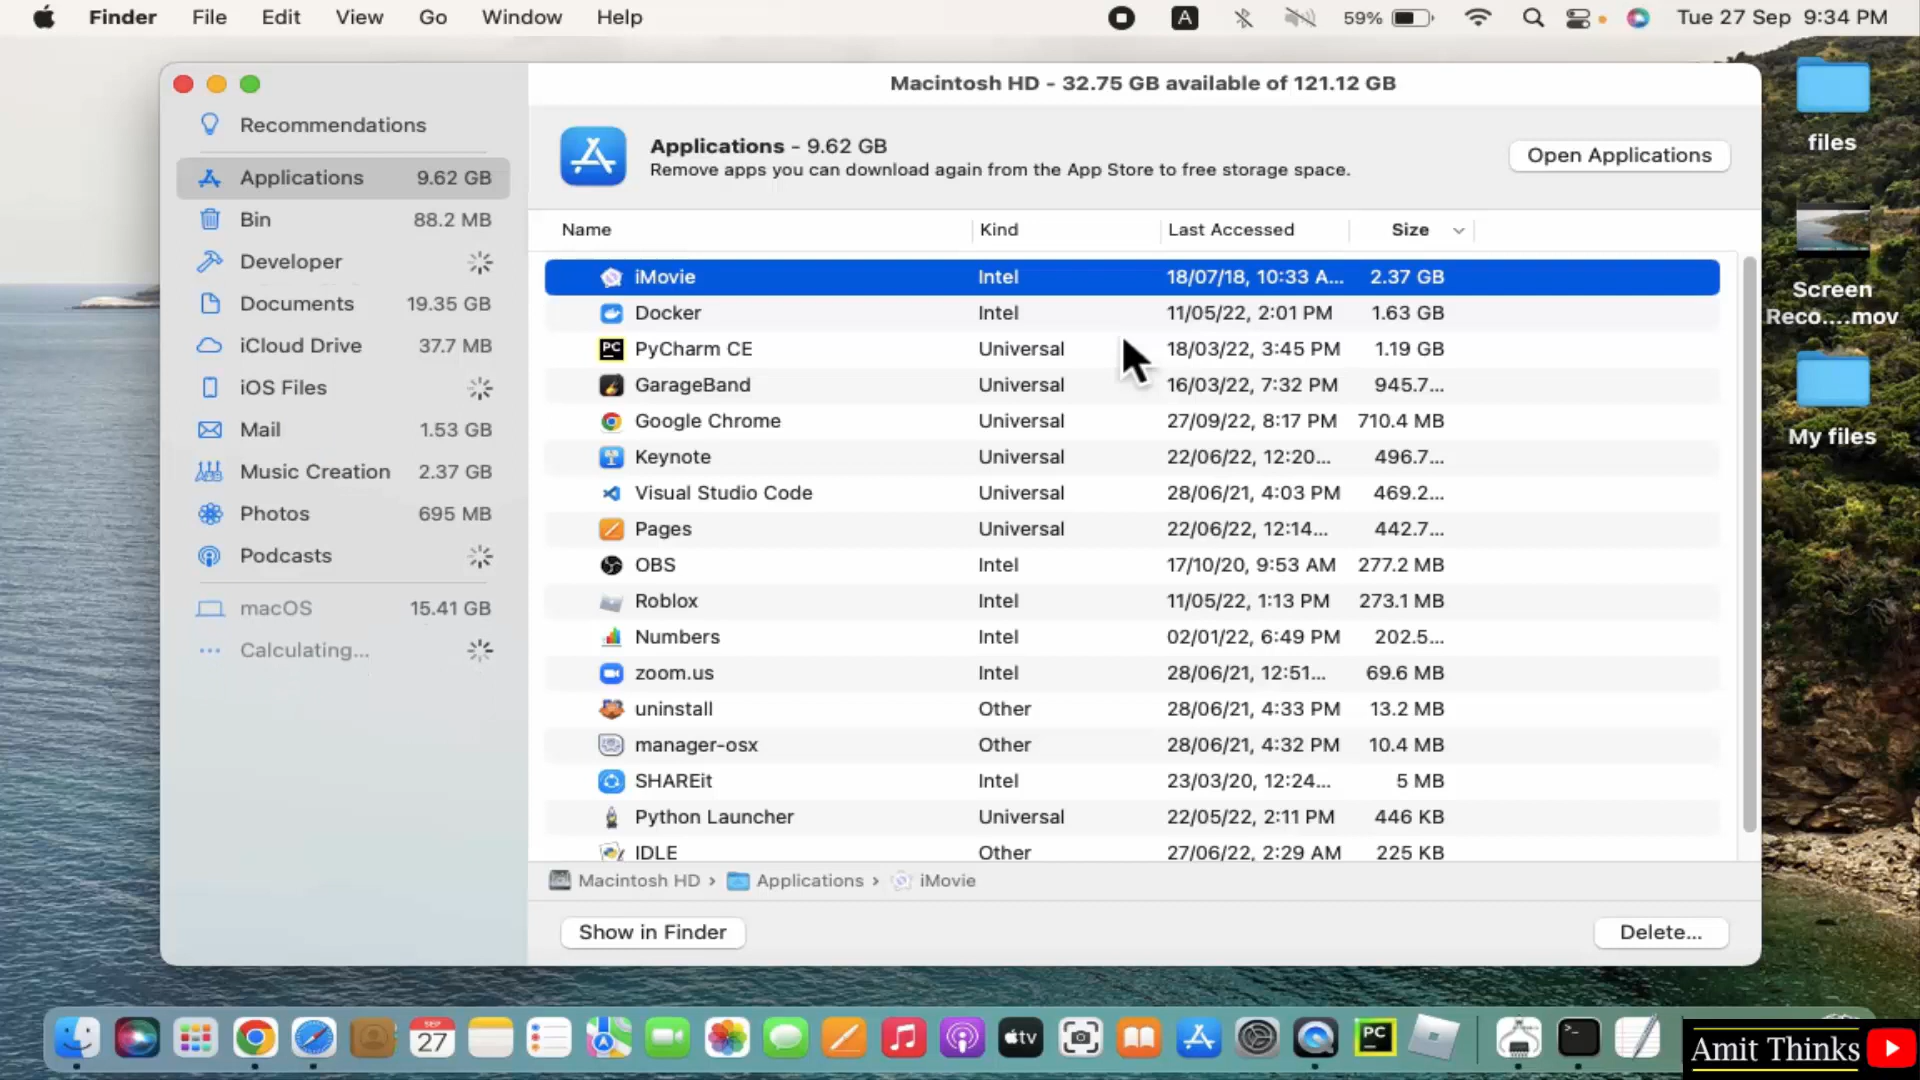 Finder File Edit View Go Window Help A 59% Tue 27 Sep 9:34 PM
Macintosh HD - 32.75 GB available of 121.12 GB
Recommendations
Applications 9.62 GB
Bin 88.2 MB
Developer
Documents 19.35 GB
iCloud Drive 37.7 MB
iOS Files
Mail 1.53 GB
Music Creation 2.37 GB
Photos 695 MB
Podcasts
macOS 15.41 GB
Calculating...
Applications - 9.62 GB
Remove apps you can download again from the App Store to free storage space.
Open Applications
Name Kind Last Accessed Size
iMovie Intel 18/07/18, 10:33 A... 2.37 GB
Docker Intel 11/05/22, 2:01 PM 1.63 GB
PC PyCharm CE Universal 18/03/22, 3:45 PM 1.19 GB
GarageBand Universal 16/03/22, 7:32 PM 945.7...
Google Chrome Universal 27/09/22, 8:17 PM 710.4 MB
Keynote Universal 22/06/22, 12:20... 496.7...
Visual Studio Code Universal 28/06/21, 4:03 PM 469.2...
Pages Universal 22/06/22, 12:14... 442.7...
OBS Intel 17/10/20, 9:53 AM 277.2 MB
Roblox Intel 11/05/22, 1:13 PM 273.1 MB
Numbers Intel 02/01/22, 6:49 PM 202.5...
zoom.us Intel 28/06/21, 12:51... 69.6 MB
uninstall Other 28/06/21, 4:33 PM 13.2 MB
manager-osx Other 28/06/21, 4:32 PM 10.4 MB
SHAREit Intel 23/03/20, 12:24... 5 MB
Python Launcher Universal 22/05/22, 2:11 PM 446 KB
IDLE Other 27/06/22, 2:29 AM 225 KB
Macintosh HD › Applications › iMovie
Show in Finder
Delete...
files
Screen
Reco....mov
My files
SEP
27
tv
PC
Amit Thinks